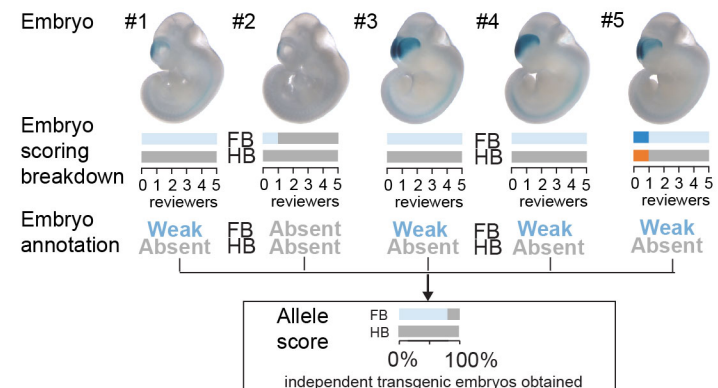 Embryo #1 #2 #3 #4 #5
Embryo
scoring
breakdown
FB FB
HB HB
0 1 2 3 4 5 0 1 2 3 4 5 0 1 2 3 4 5 0 1 2 3 4 5 0 1 2 3 4 5
reviewers reviewers reviewers reviewers reviewers
Embryo
annotation
Weak FB Absent Weak FB Weak Weak
Absent HB Absent Absent HB Absent Absent
Allele
score
FB
HB
0% 100%
independent transgenic embryos obtained